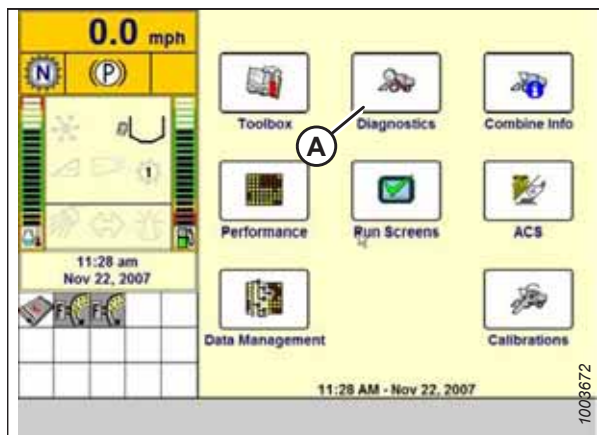 0.0 mph
N (P)
1
11:28 am
Nov 22, 2007
F F
Toolbox Diagnostics Combine Info
A
Performance Run Screens ACS
Data Management Calibrations
11:28 AM - Nov 22, 2007
1003672